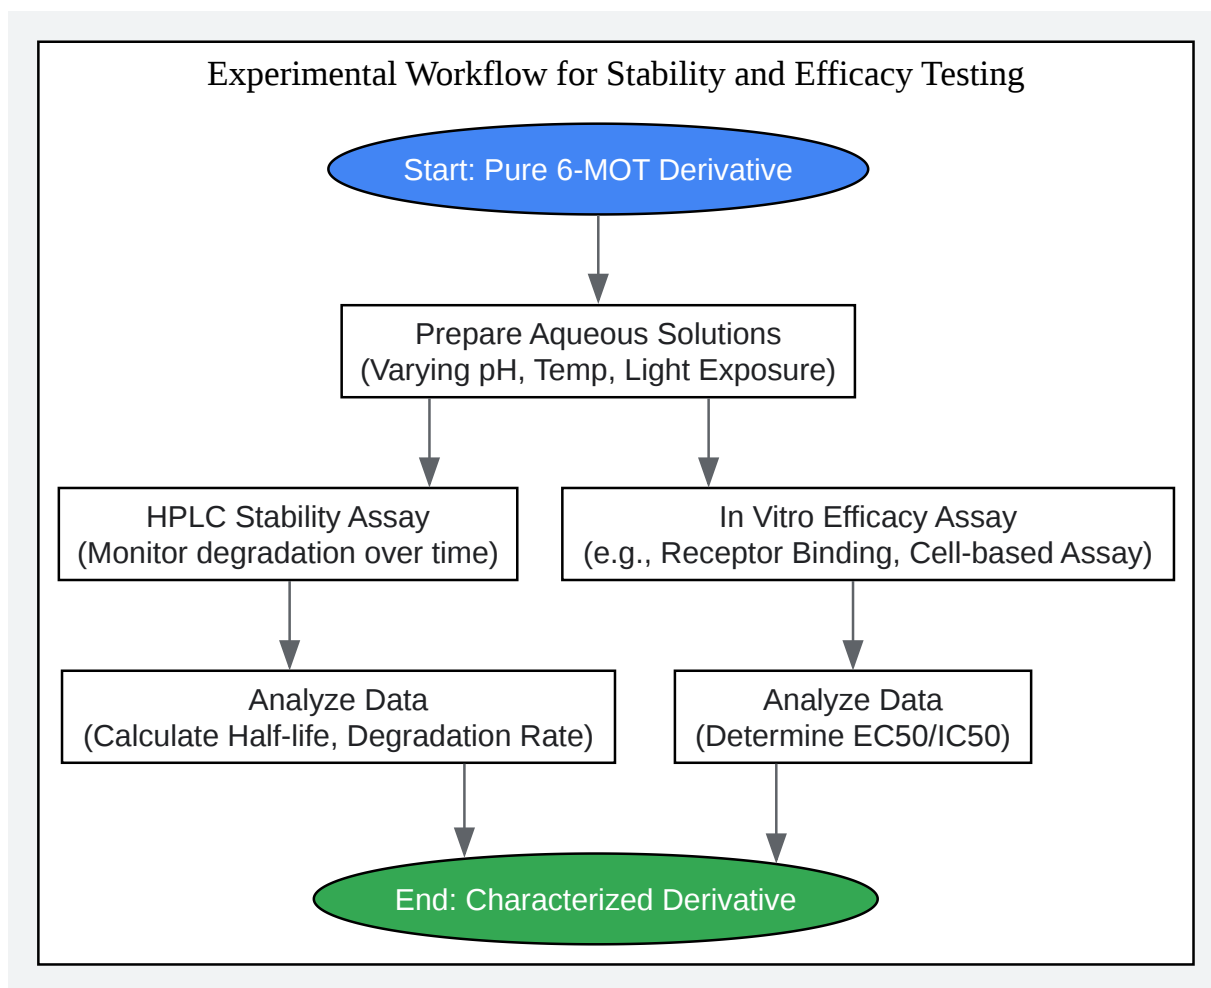 Experimental Workflow for Stability and Efficacy Testing
Start: Pure 6-MOT Derivative
Prepare Aqueous Solutions
(Varying pH, Temp, Light Exposure)
HPLC Stability Assay
(Monitor degradation over time)
In Vitro Efficacy Assay
(e.g., Receptor Binding, Cell-based Assay)
Analyze Data
(Calculate Half-life, Degradation Rate)
Analyze Data
(Determine EC50/IC50)
End: Characterized Derivative